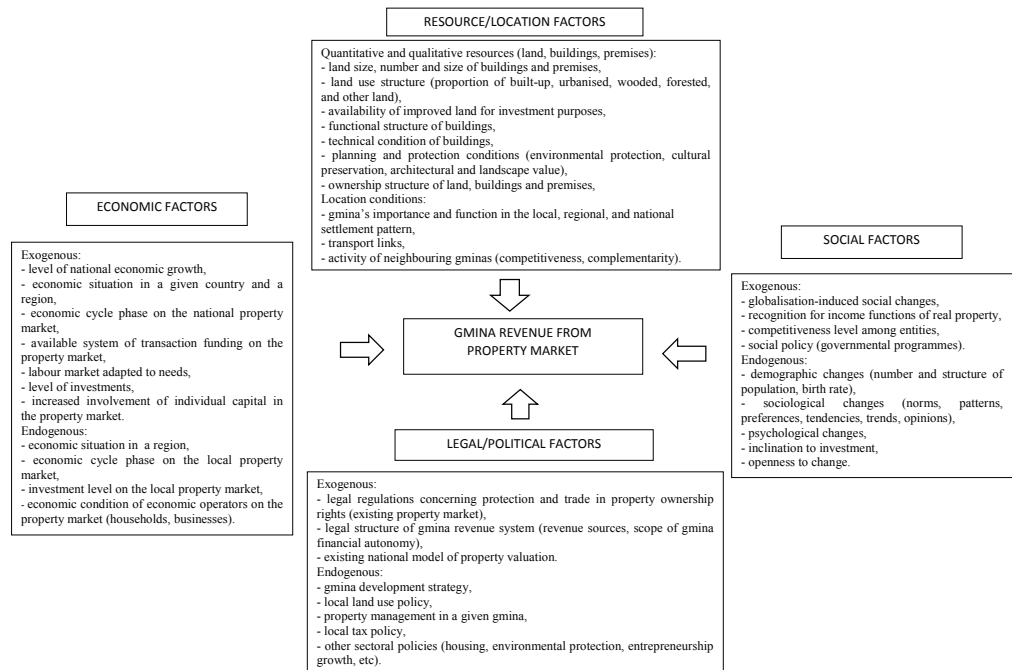 RESOURCE/LOCATION FACTORS
Quantitative and qualitative resources (land, buildings, premises):
- land size, number and size of buildings and premises,
- land use structure (proportion of built-up, urbanised, wooded, forested,
and other land),
- availability of improved land for investment purposes,
- functional structure of buildings,
- technical condition of buildings,
- planning and protection conditions (environmental protection, cultural
preservation, architectural and landscape value),
- ownership structure of land, buildings and premises,
Location conditions:
- gmina's importance and function in the local, regional, and national
settlement pattern,
- transport links,
- activity of neighbouring gminas (competitiveness, complementarity).
ECONOMIC FACTORS
Exogenous:
- level of national economic growth,
- economic situation in a given country and a
region,
- economic cycle phase on the national property
market,
- available system of transaction funding on the
property market,
- labour market adapted to needs,
- level of investments,
- increased involvement of individual capital in
the property market.
Endogenous:
- economic situation in a region,
- economic cycle phase on the local property
market,
- investment level on the local property market,
- economic condition of economic operators on the
property market (households, businesses).
GMINA REVENUE FROM
PROPERTY MARKET
SOCIAL FACTORS
Exogenous:
- globalisation-induced social changes,
- recognition for income functions of real property,
- competitiveness level among entities,
- social policy (governmental programmes).
Endogenous:
- demographic changes (number and structure of
population, birth rate),
- sociological changes (norms, patterns,
preferences, tendencies, trends, opinions),
- psychological changes,
- inclination to investment,
- openness to change.
LEGAL/POLITICAL FACTORS
Exogenous:
- legal regulations concerning protection and trade in property ownership
rights (existing property market),
- legal structure of gmina revenue system (revenue sources, scope of gmina
financial autonomy),
- existing national model of property valuation.
Endogenous:
- gmina development strategy,
- local land use policy,
- property management in a given gmina,
- local tax policy,
- other sectoral policies (housing, environmental protection, entrepreneurship
growth, etc).